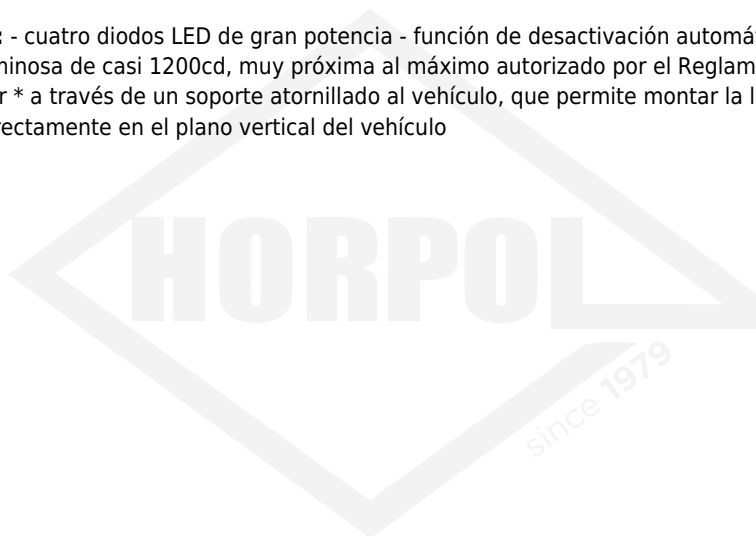 : - cuatro diodos LED de gran potencia - función de desactivación automá
minosa de casi 1200cd, muy próxima al máximo autorizado por el Reglam
r * a través de un soporte atornillado al vehículo, que permite montar la l
ectamente en el plano vertical del vehículo
HORPOL
since 1979